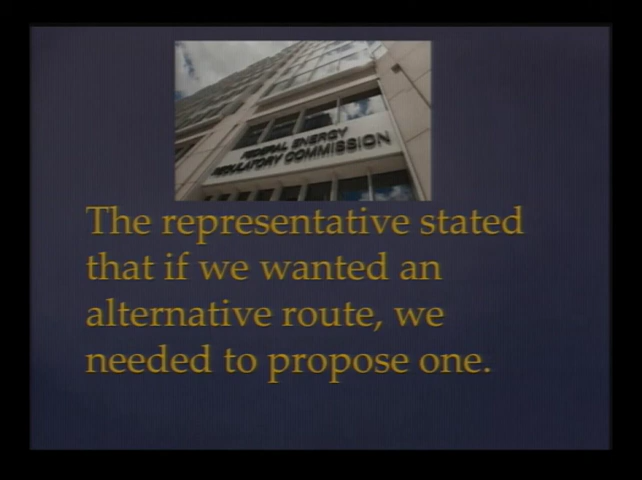 FEDERAL ENERGY
REGULATORY COMMISSION
The representative stated
that if we wanted an
alternative route, we
needed to propose one.